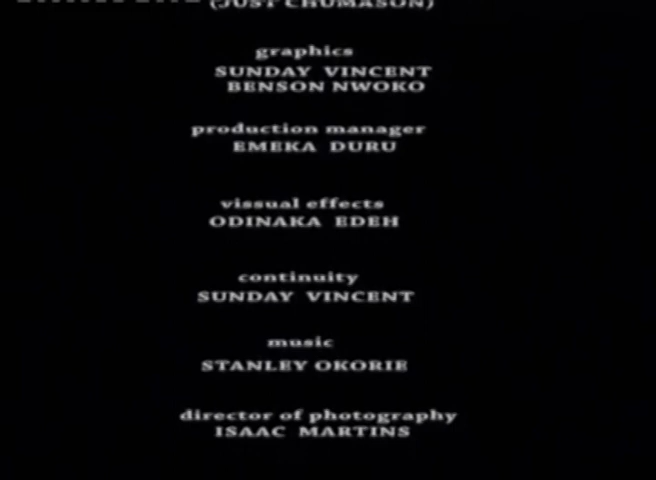 (JUST CHUMASON)
graphics
SUNDAY VINCENT
BENSON NWOKO
production manager
EMEKA DURU
vissual effects
ODINAKA EDEH
continuity
SUNDAY VINCENT
music
STANLEY OKORIE
director of photography
ISAAC MARTINS